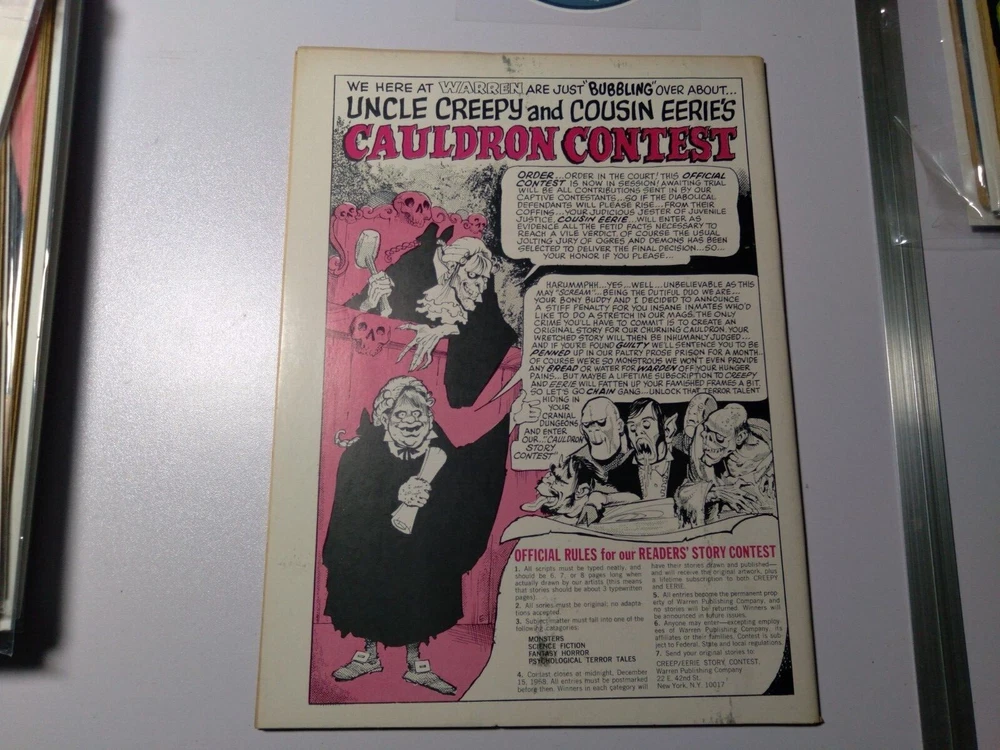 WE HERE AT WARREN ARE JUST "BUBBLING" OVER ABOUT...
UNCLE CREEPY and COUSIN EERIE'S
CAULDRON CONTEST
ORDER...ORDER IN THE COURT! THIS OFFICIAL
CONTEST IS NOW IN SESSION! AWAITING TRIAL
WILL BE ALL CONTRIBUTIONS SENT IN BY OUR
CAPTIVE CONTESTANTS...SO IF THE DIABOLICAL
DEFENDANTS WILL PLEASE RISE...FROM THEIR
COFFINS...YOUR JUDICIOUS JESTER OF JUVENILE
JUSTICE, COUSIN EERIE...WILL ENTER AS
EVIDENCE ALL THE FETID FACTS NECESSARY TO
REACH A VILE VERDICT. OF COURSE THE USUAL
JOLTING JURY OF OGRES AND DEMONS HAS BEEN
SELECTED TO DELIVER THE FINAL DECISION...SO...
YOUR HONOR IF YOU PLEASE...
HARUMMPHH...YES...WELL...UNBELIEVABLE AS THIS
MAY "SCREAM"...BEING THE DUTIFUL DUO WE ARE...
YOUR BONY BUDDY AND I DECIDED TO ANNOUNCE
A STIFF PENALTY FOR YOU INSANE INMATES WHO'D
LIKE TO DO A STRETCH IN OUR MAGS. THE ONLY
CRIME YOU'LL HAVE TO COMMIT IS TO CREATE AN
ORIGINAL STORY FOR OUR CHURNING CAULDRON. YOUR
WRETCHED STORY WILL THEN BE INHUMANLY JUDGED...
AND IF YOU'RE FOUND GUILTY WE'LL SENTENCE YOU TO BE
PENNED UP IN OUR PALTRY PROSE PRISON FOR A MONTH.
OF COURSE WE'RE SO MONSTROUS WE WON'T EVEN PROVIDE
ANY BREAD OR WATER FOR WARDEN OFF YOUR HUNGER
PAINS...BUT MAYBE A LIFETIME SUBSCRIPTION TO CREEPY
AND EERIE WILL FATTEN UP YOUR FAMISHED FRAMES A BIT.
SO LET'S GO CHAIN GANG...UNLOCK THAT TERROR TALENT
HIDING IN
YOUR
CRANIAL
DUNGEONS
AND ENTER
OUR..."CAULDRON
STORY
CONTEST"
OFFICIAL RULES for our READERS' STORY CONTEST
1. All scripts must be typed neatly, and
should be 6, 7, or 8 pages long when
actually drawn by our artists (this means
that stories should be about 3 typewritten
pages).
2. All stories must be original; no adapta-
tions accepted.
3. Subject matter must fall into one of the
following categories:
MONSTERS
SCIENCE FICTION
FANTASY HORROR
PSYCHOLOGICAL TERROR TALES
4. Contest closes at midnight, December
15, 1968. All entries must be postmarked
before then. Winners in each category will
have their stories drawn and published—
and will receive the original artwork, plus
a lifetime subscription to both CREEPY
and EERIE.
5. All entries become the permanent prop-
erty of Warren Publishing Company, and
no stories will be returned. Winners will
be announced in future issues.
6. Anyone may enter—excepting employ-
ees of Warren Publishing Company, its
affiliates or their families. Contest is sub-
ject to Federal, State and local regulations.
7. Send your original stories to:
CREEP/EERIE STORY CONTEST,
Warren Publishing Company
22 E. 42nd St.
New York, N.Y. 10017